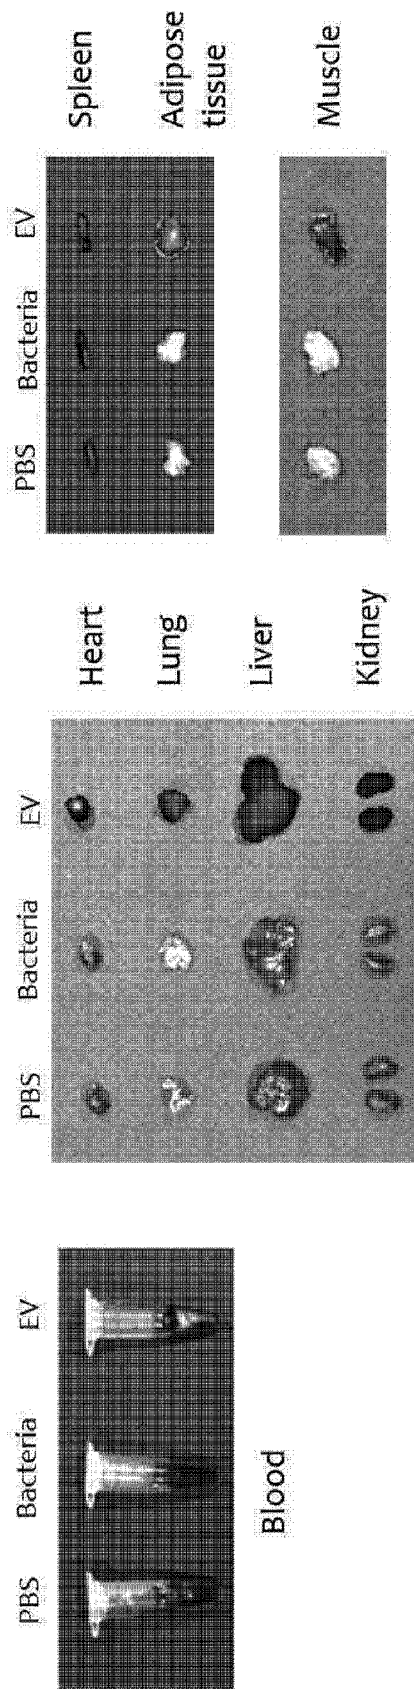 PBS Bacteria EV
Blood
PBS Bacteria EV
Heart
Lung
Liver
Kidney
PBS Bacteria EV
Spleen
Adipose
tissue
Muscle